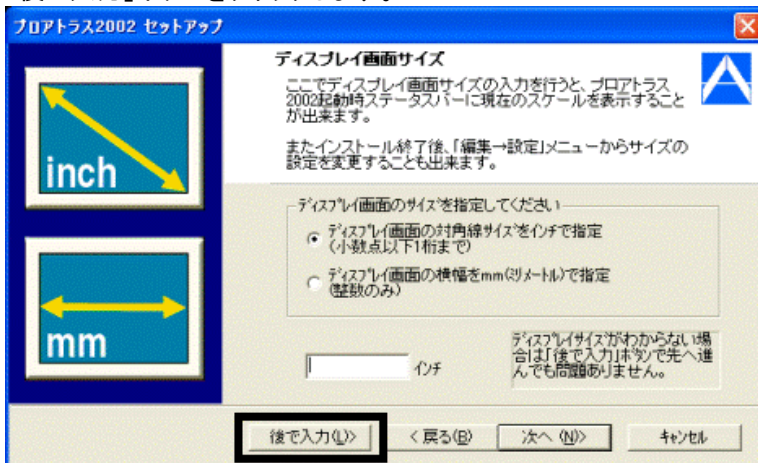 プロアトラス2002 セットアップ
ディスプレイ画面サイズ
ここでディスプレイ画面サイズの入力を行うと、プロアトラス
2002起動時ステータスバーに現在のスケールを表示すること
が出来ます。
またインストール終了後、「編集→設定」メニューからサイズの
設定を変更することも出来ます。
inch
mm
ディスプレイ画面のサイズを指定してください
ディスプレイ画面の対角線サイズをインチで指定
(小数点以下1桁まで)
ディスプレイ画面の横幅をmm(ミリメートル)で指定
(整数のみ)
インチ
ディスプレイサイズがわからない場
合は「後で入力」ボタンで先へ進
んでも問題ありません。
後で入力(L)>
< 戻る(B)
次へ (N)>
キャンセル